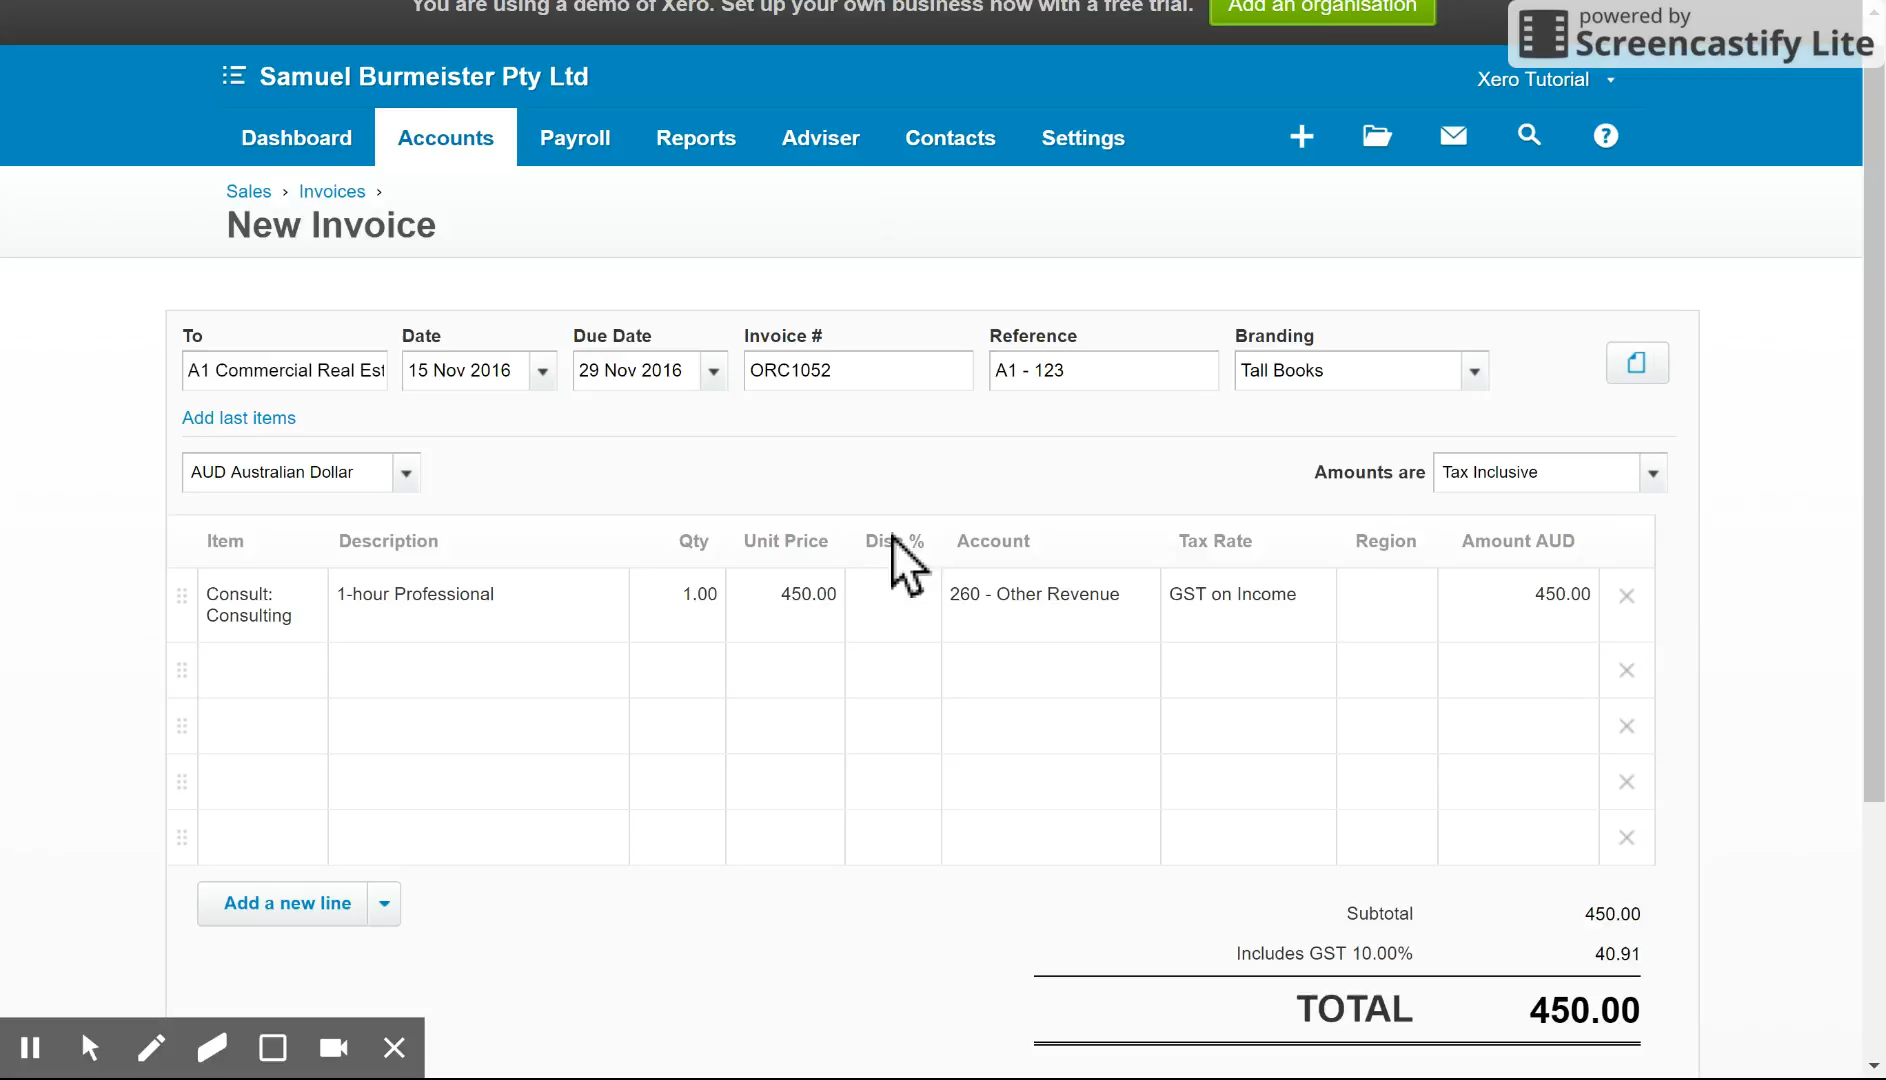 You are using a demo of Xero. Set up your own business now with a free trial.
Add an organisation
powered by
Screencastify Lite
Samuel Burmeister Pty Ltd
Xero Tutorial
Dashboard Accounts Payroll Reports Adviser Contacts Settings
Sales › Invoices ›
New Invoice
To Date Due Date Invoice # Reference Branding
A1 Commercial Real Est 15 Nov 2016 29 Nov 2016 ORC1052 A1 - 123 Tall Books
Add last items
AUD Australian Dollar Amounts are Tax Inclusive
Item Description Qty Unit Price % Account Tax Rate Region Amount AUD
Consult: 1-hour Professional 1.00 450.00 260 - Other Revenue GST on Income 450.00
Consulting
Add a new line
Subtotal 450.00
Includes GST 10.00% 40.91
TOTAL 450.00